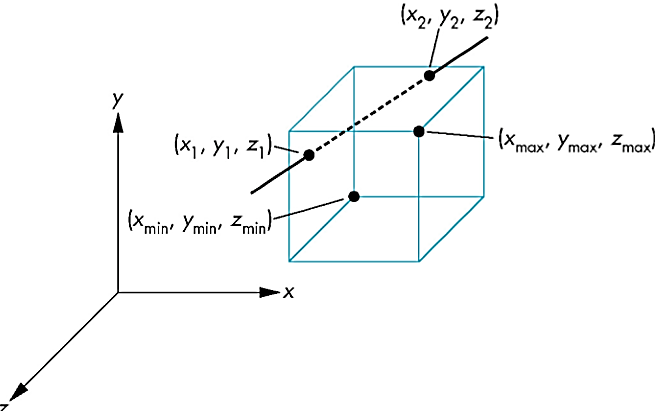 (x₂, y₂, z₂)
y
(x₁, y₁, z₁)
(xₘₐₓ, yₘₐₓ, zₘₐₓ)
(xₘᵢₙ, yₘᵢₙ, zₘᵢₙ)
x
z